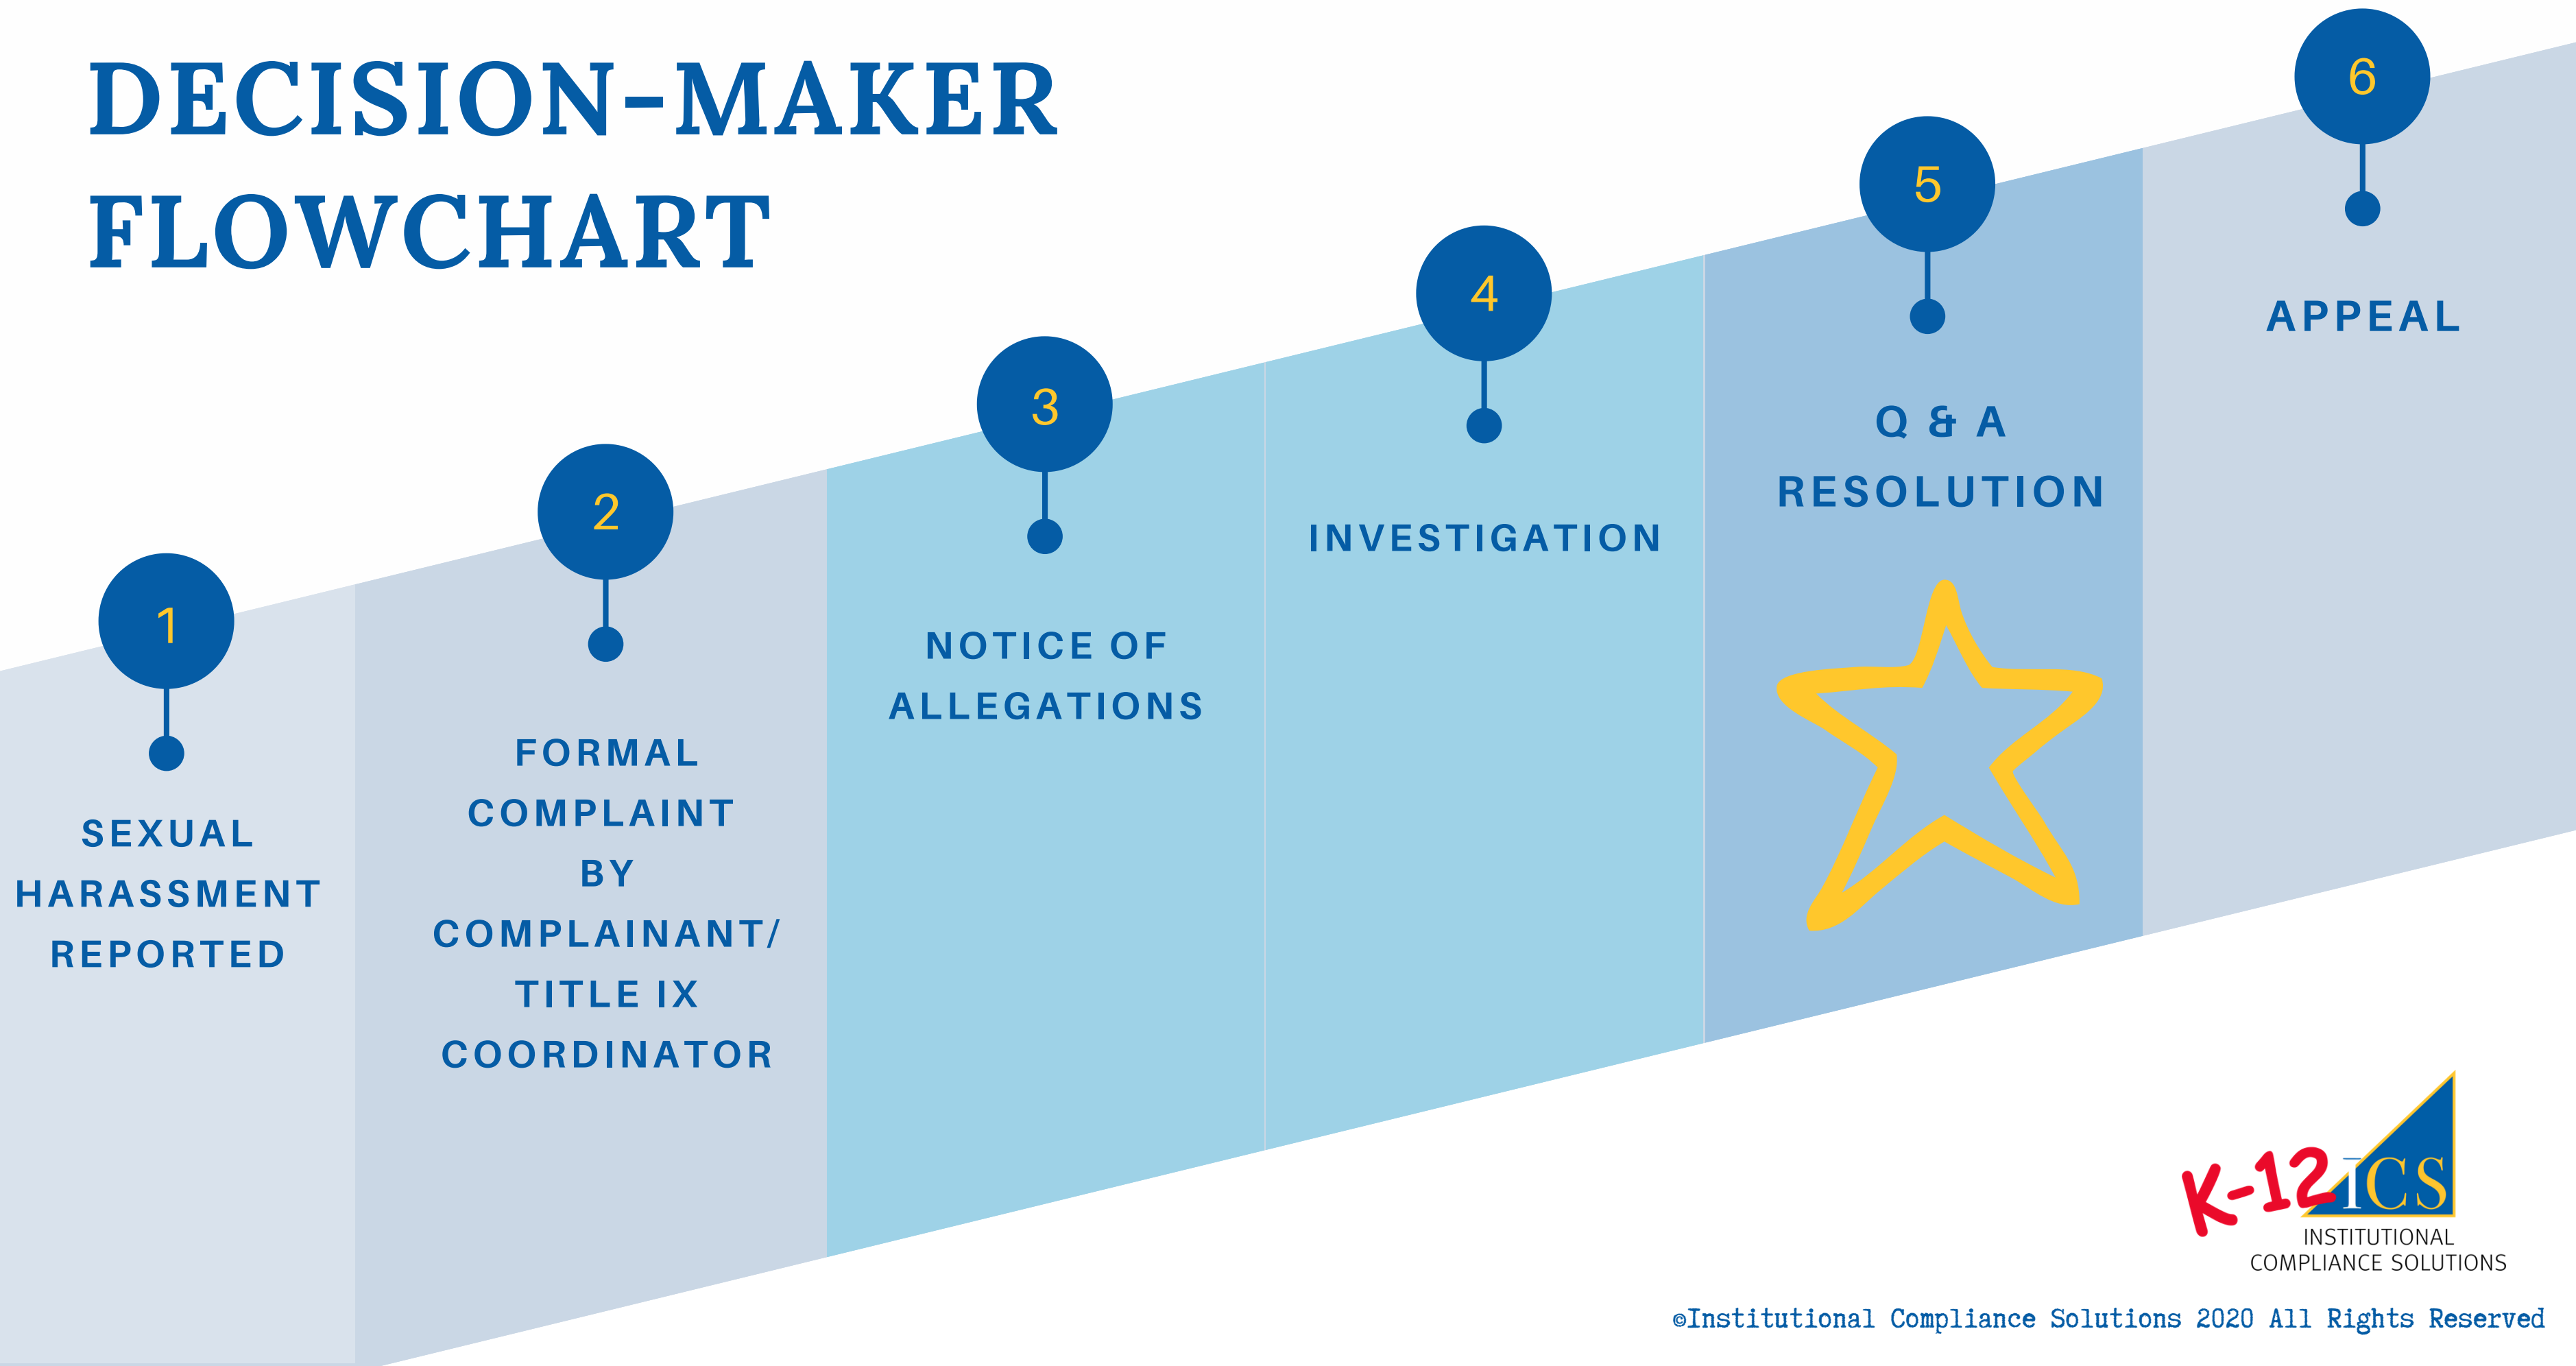 DECISION-MAKER
FLOWCHART
1
SEXUAL
HARASSMENT
REPORTED
2
FORMAL
COMPLAINT
BY
COMPLAINANT/
TITLE IX
COORDINATOR
3
NOTICE OF
ALLEGATIONS
4
INVESTIGATION
5
Q & A
RESOLUTION
6
APPEAL
K-12 ICS
INSTITUTIONAL
COMPLIANCE SOLUTIONS
©Institutional Compliance Solutions 2020 All Rights Reserved